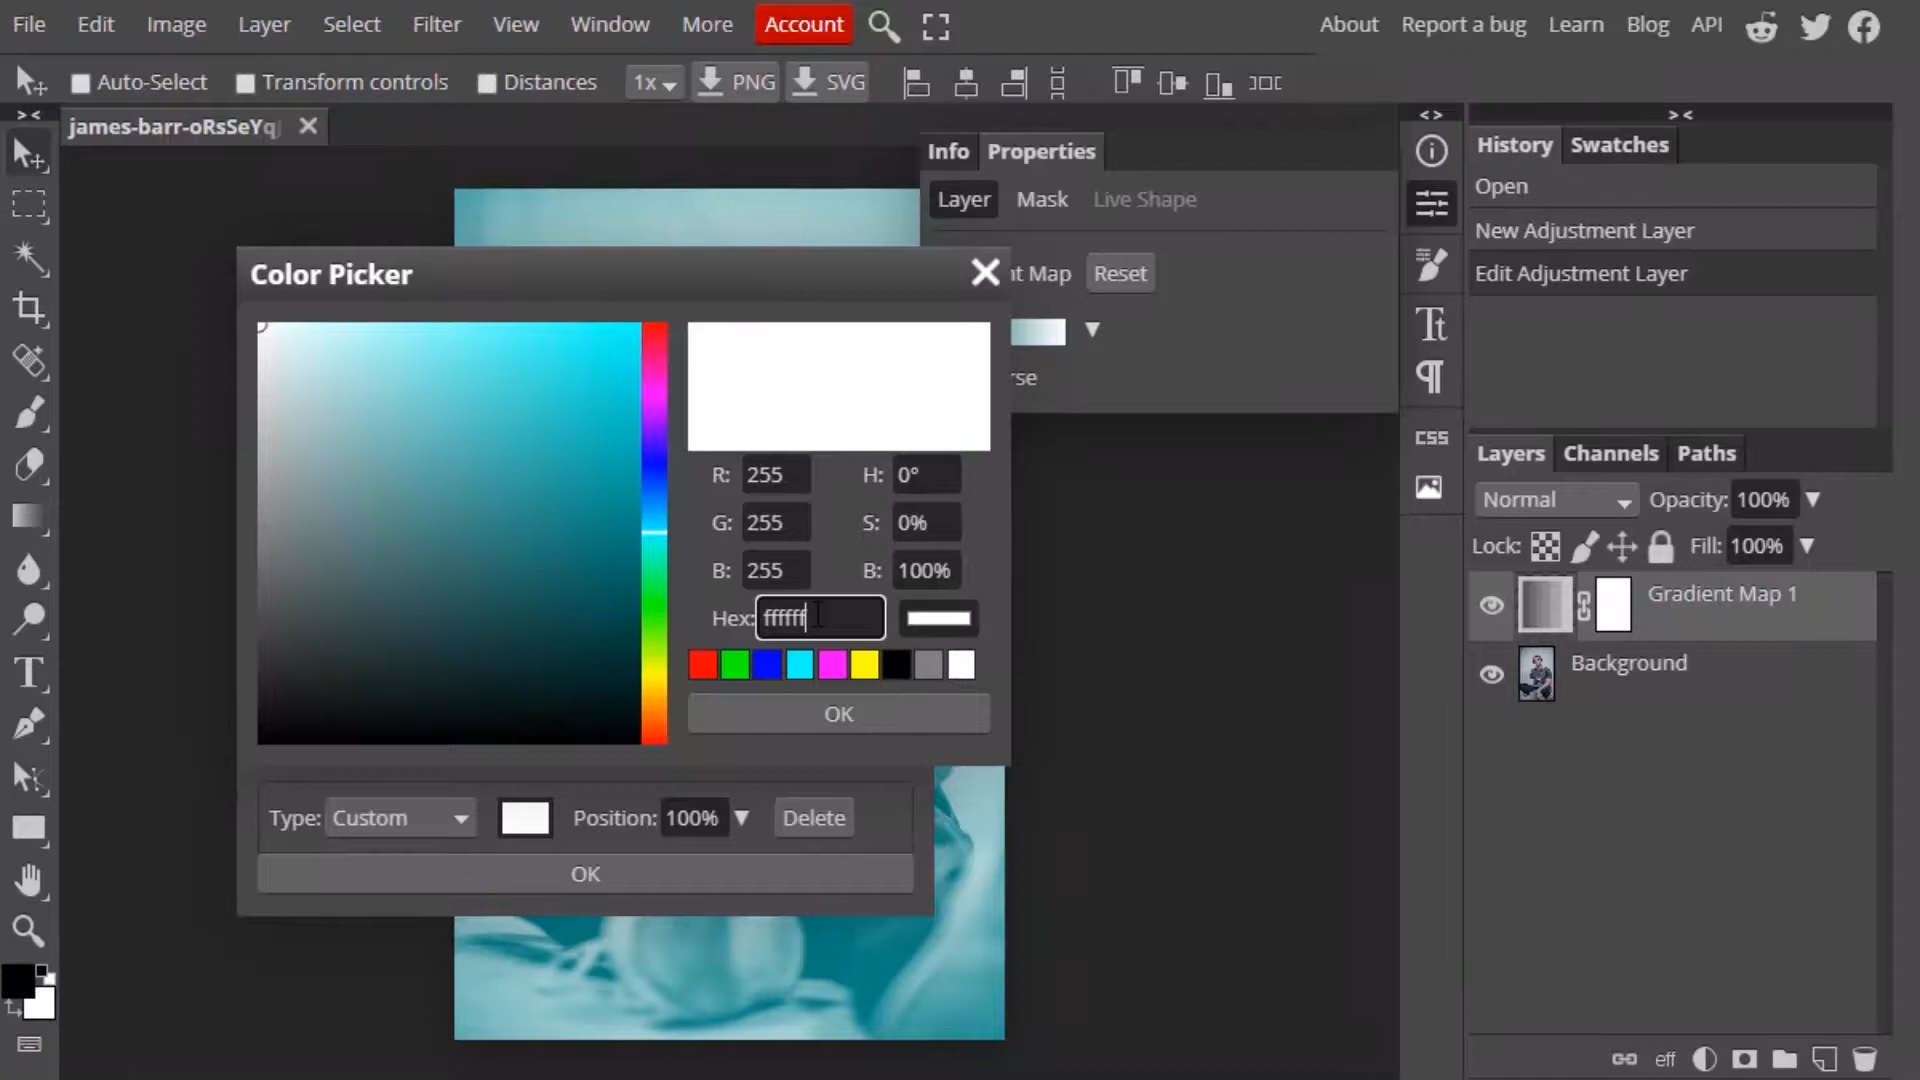 File Edit Image Layer Select Filter View Window More Account About Report a bug Learn Blog API
Auto-Select Transform controls Distances 1x PNG SVG
> <
james-barr-oRsSeYq
Info Properties
Layer Mask Live Shape
nt Map Reset
rse
Color Picker
R: 255 H: 0°
G: 255 S: 0%
B: 255 B: 100%
Hex: ffffff
OK
Type: Custom Position: 100% Delete
OK
< >
CSS
> <
History Swatches
Open
New Adjustment Layer
Edit Adjustment Layer
Layers Channels Paths
Normal Opacity: 100%
Lock: Fill: 100%
Gradient Map 1
Background
eff